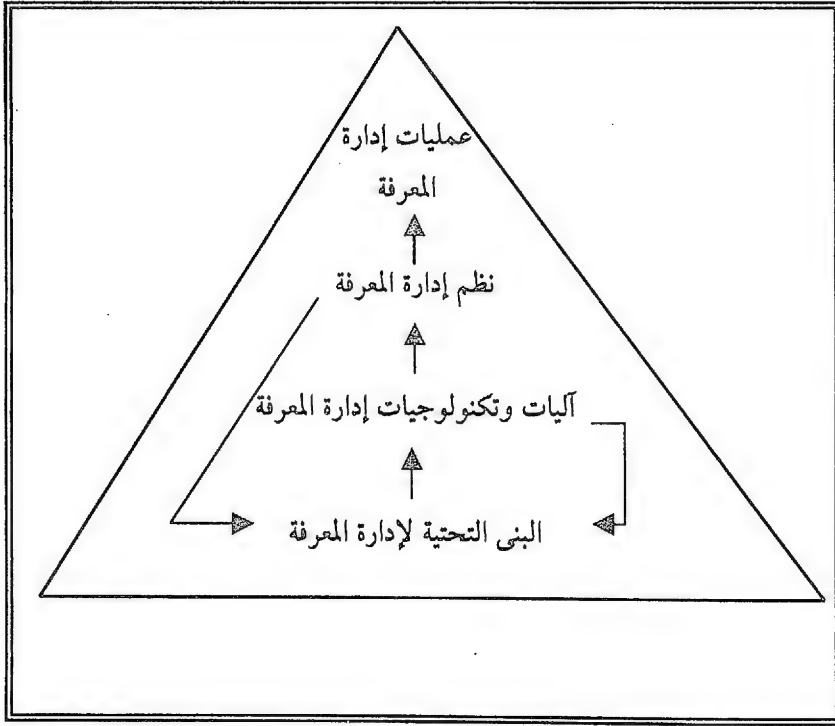 عمليات إدارة
المعرفة
نظم إدارة المعرفة
آليات وتكنولوجيات إدارة المعرفة
البنى التحتية لإدارة المعرفة